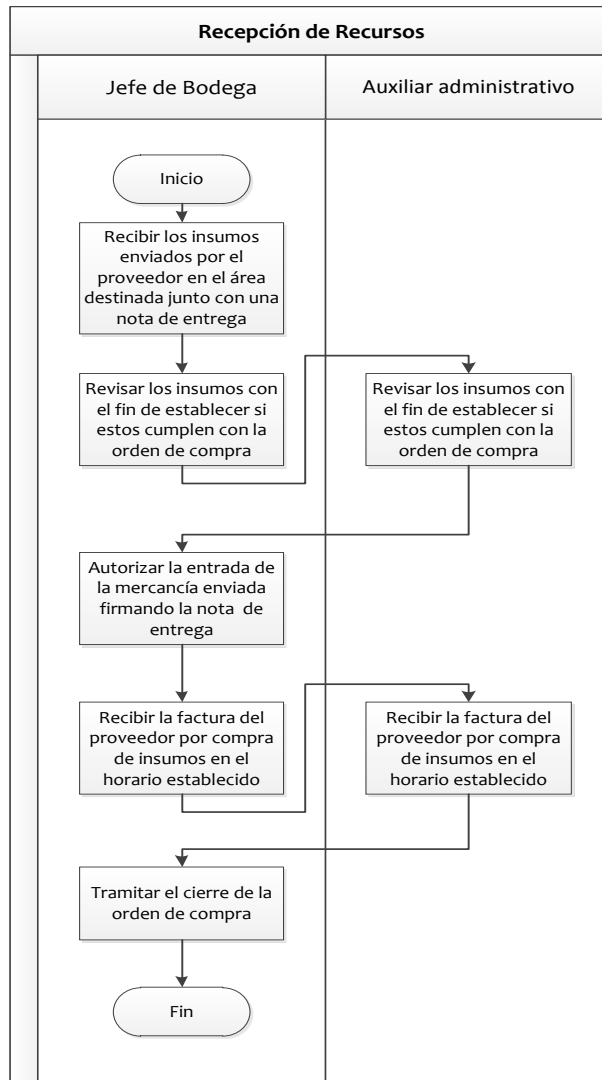 Recepción de Recursos
Jefe de Bodega
Auxiliar administrativo
Inicio
Recibir los insumos
enviados por el
proveedor en el área
destinada junto con una
nota de entrega
Revisar los insumos con
el fin de establecer si
estos cumplen con la
orden de compra
Revisar los insumos con
el fin de establecer si
estos cumplen con la
orden de compra
Autorizar la entrada de
la mercancía enviada
firmando la nota de
entrega
Recibir la factura del
proveedor por compra
de insumos en el
horario establecido
Recibir la factura del
proveedor por compra
de insumos en el
horario establecido
Tramitar el cierre de la
orden de compra
Fin